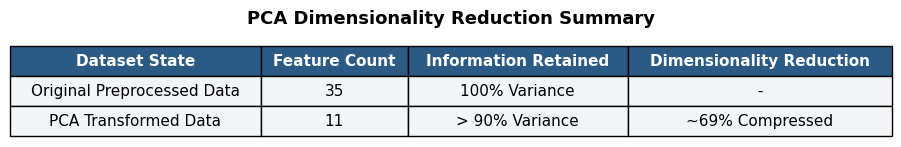 PCA Dimensionality Reduction Summary
Dataset State Feature Count Information Retained Dimensionality Reduction
Original Preprocessed Data 35 100% Variance -
PCA Transformed Data 11 > 90% Variance ~69% Compressed